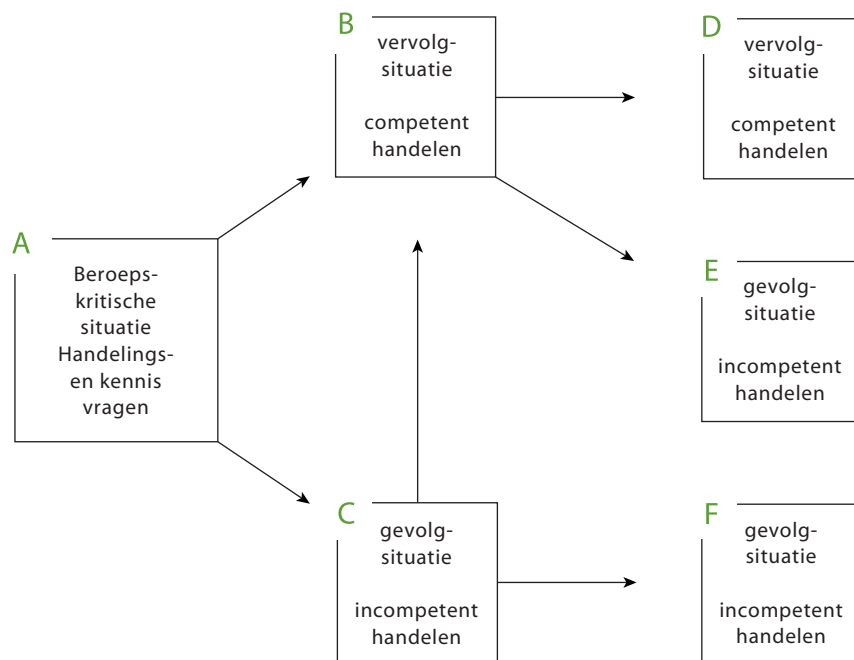 A
Beroeps-
kritische
situatie
Handelings-
en kennis
vragen
B
vervolg-
situatie
competent
handelen
C
gevolg-
situatie
incompetent
handelen
D
vervolg-
situatie
competent
handelen
E
gevolg-
situatie
incompetent
handelen
F
gevolg-
situatie
incompetent
handelen